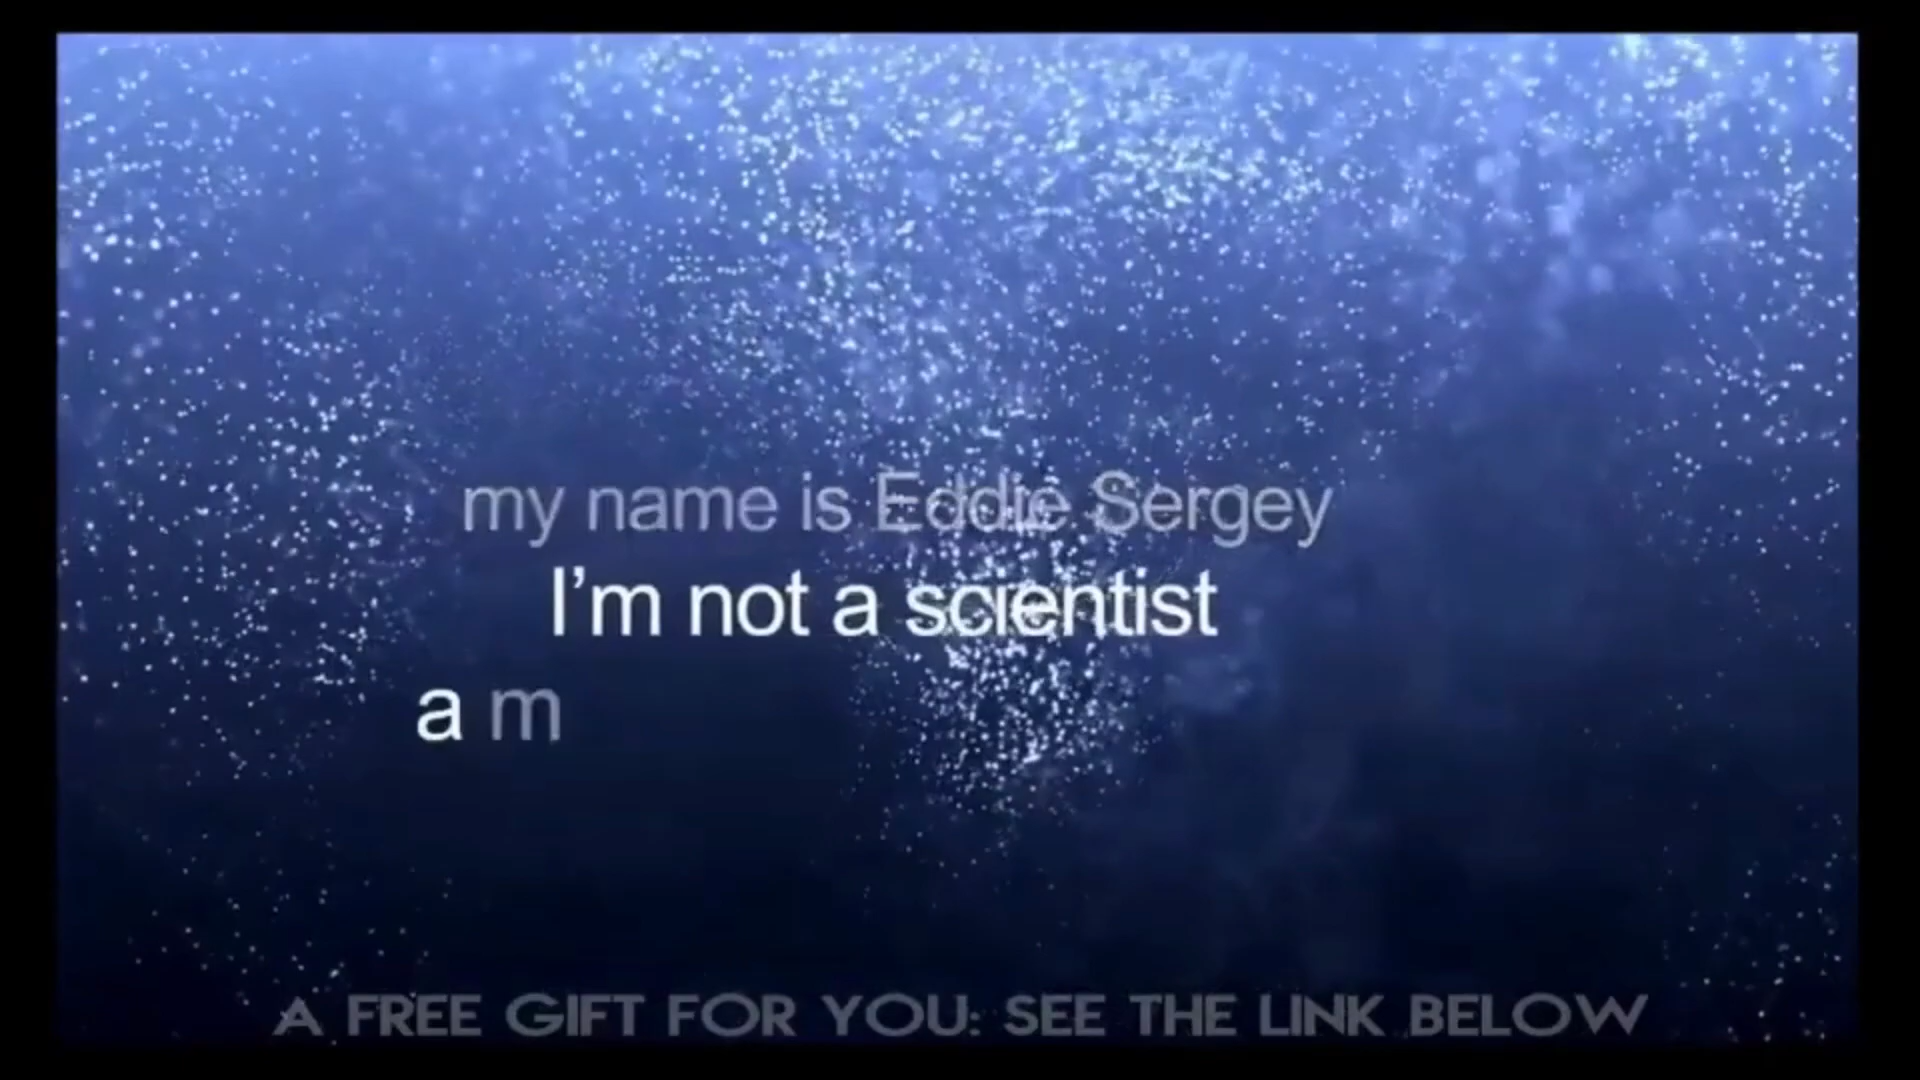 my name is Eddie Sergey
I'm not a scientist
a m
A FREE GIFT FOR YOU: SEE THE LINK BELOW